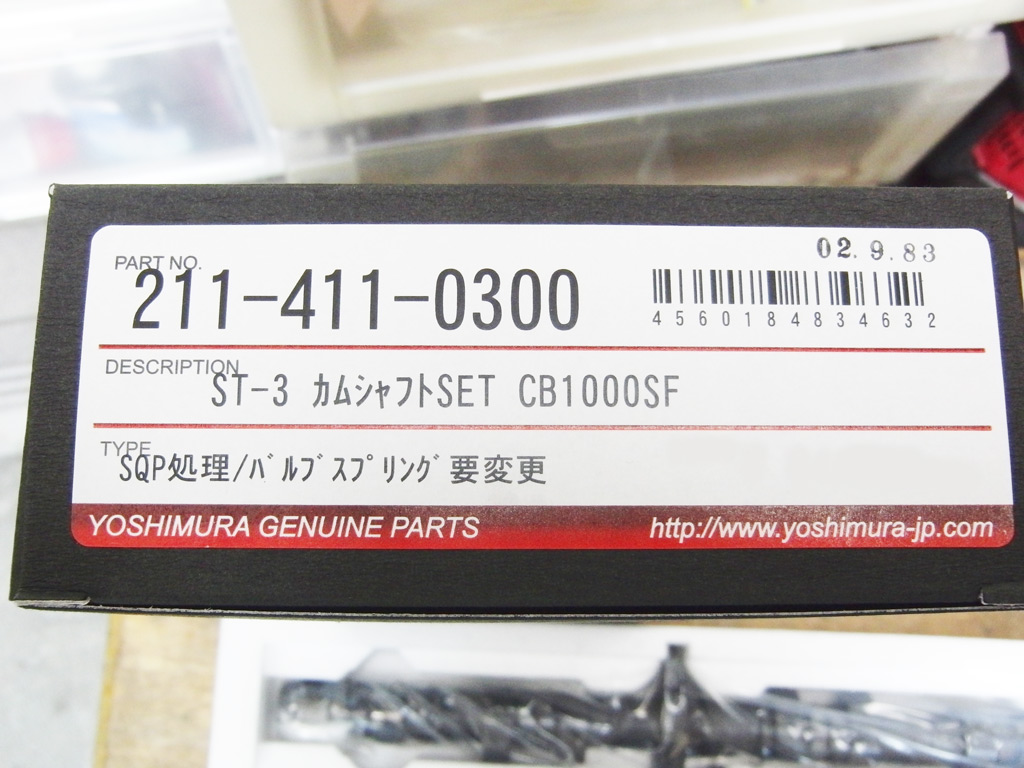 02.9.83
PART NO.
211-411-0300
4560184834632
DESCRIPTION
ST-3 カムシャフトSET CB1000SF
TYPE
SQP処理/バルブスプリング要変更
YOSHIMURA GENUINE PARTS
http://www.yoshimura-jp.com